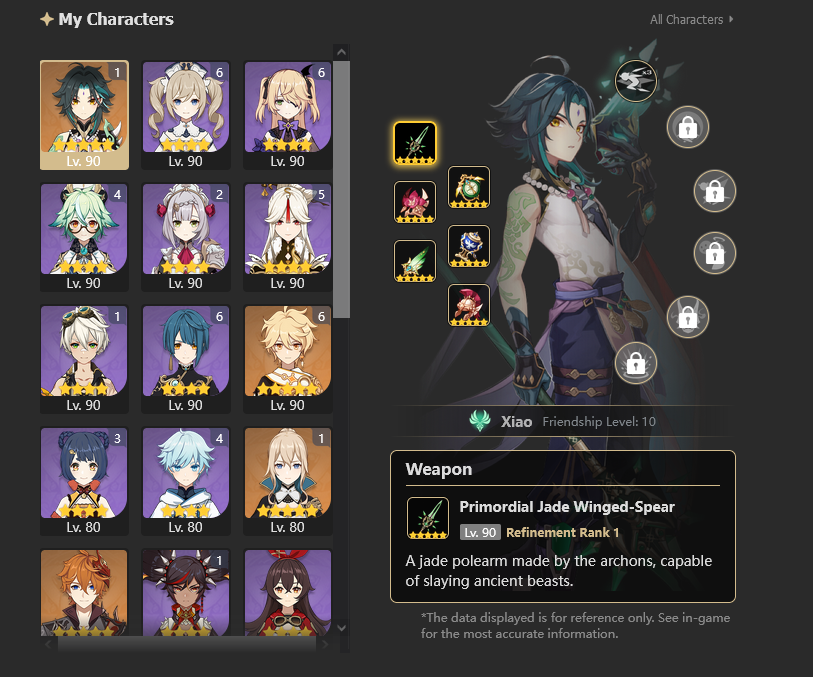 My Characters
All Characters
1
6
6
Lv. 90
Lv. 90
Lv. 90
4
2
5
Lv. 90
Lv. 90
Lv. 90
1
6
6
Lv. 90
Lv. 90
Lv. 90
3
4
1
Lv. 80
Lv. 80
Lv. 80
1
x3
Xiao Friendship Level: 10
Weapon
Primordial Jade Winged-Spear
Lv. 90 Refinement Rank 1
A jade polearm made by the archons, capable
of slaying ancient beasts.
*The data displayed is for reference only. See in-game
for the most accurate information.